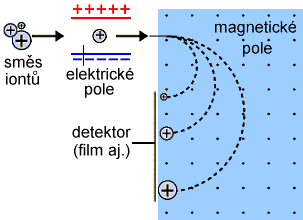 směs
iontů
elektrické
pole
magnetické
pole
detektor
(film aj.)